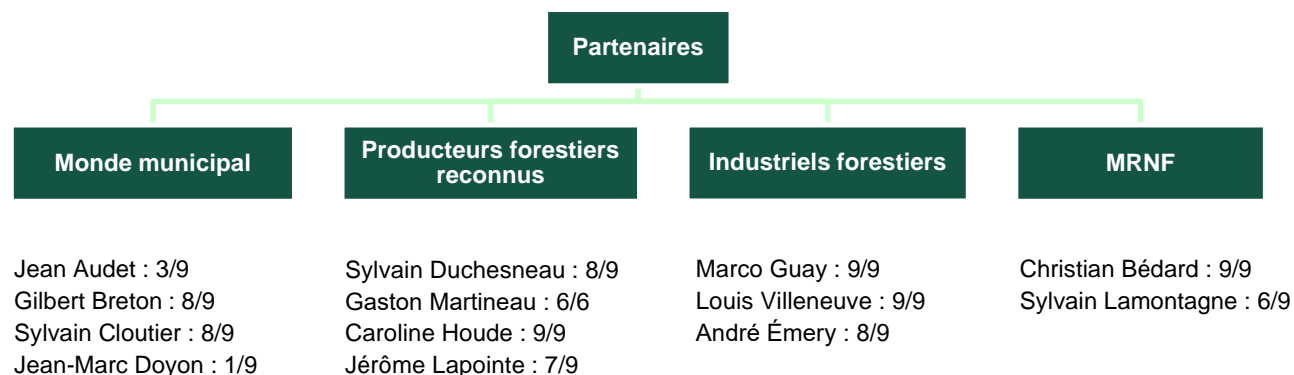 Partenaires
Monde municipal
Producteurs forestiers
reconnus
Industriels forestiers
MRNF
Jean Audet : 3/9
Gilbert Breton : 8/9
Sylvain Cloutier : 8/9
Jean-Marc Doyon : 1/9
Sylvain Duchesneau : 8/9
Gaston Martineau : 6/6
Caroline Houde : 9/9
Jérôme Lapointe : 7/9
Marco Guay : 9/9
Louis Villeneuve : 9/9
André Émery : 8/9
Christian Bédard : 9/9
Sylvain Lamontagne : 6/9